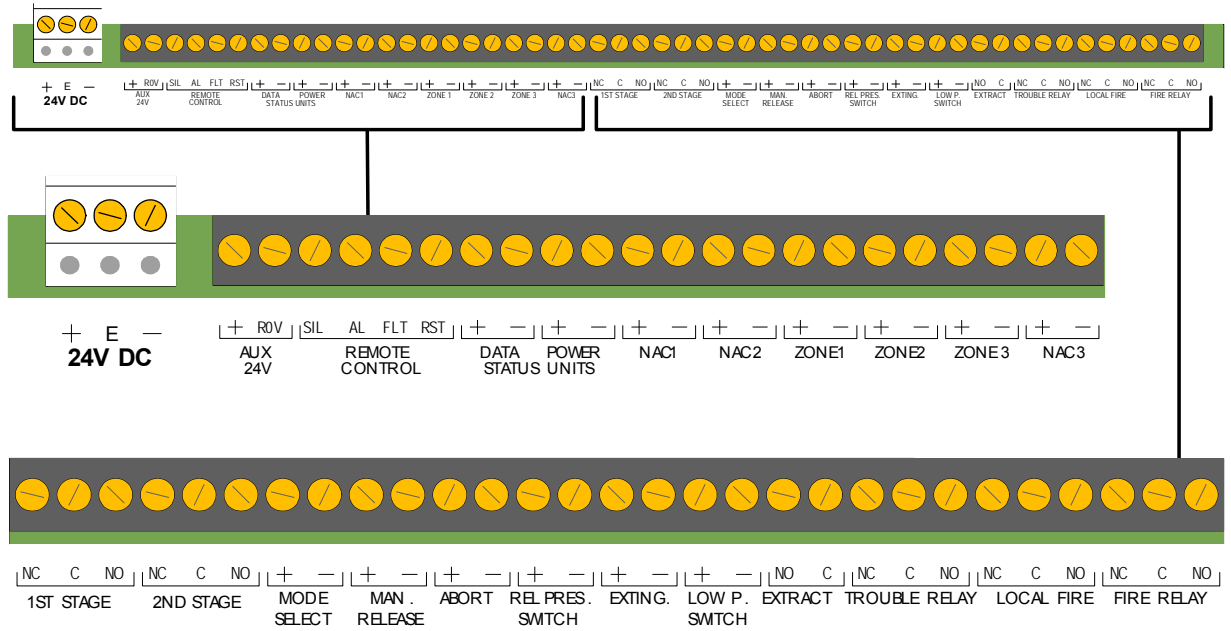 + E —
24V DC
+ R0V SIL AL FLT RST + — + — + — + — + — + — + — + — NC C NO NC C NO + — + — + — + — + — + — NO C NC C NO NC C NO NC C NO
AUX REMOTE DATA POWER NAC1 NAC2 ZONE 1 ZONE 2 ZONE 3 NAC3 1ST STAGE 2ND STAGE MODE MAN. ABORT REL PRES. EXTING. LOW P. EXTRACT TROUBLE RELAY LOCAL FIRE FIRE RELAY
24V CONTROL STATUS UNITS SELECT RELEASE SWITCH SWITCH
+ E —
24V DC
+ R0V SIL AL FLT RST + — + — + — + — + — + — + — + —
AUX REMOTE DATA POWER NAC1 NAC2 ZONE1 ZONE2 ZONE 3 NAC3
24V CONTROL STATUS UNITS
NC C NO NC C NO + — + — + — + — + — + — NO C NC C NO NC C NO NC C NO
1ST STAGE 2ND STAGE MODE MAN. ABORT REL PRES. EXTING. LOW P. EXTRACT TROUBLE RELAY LOCAL FIRE FIRE RELAY
SELECT RELEASE SWITCH SWITCH